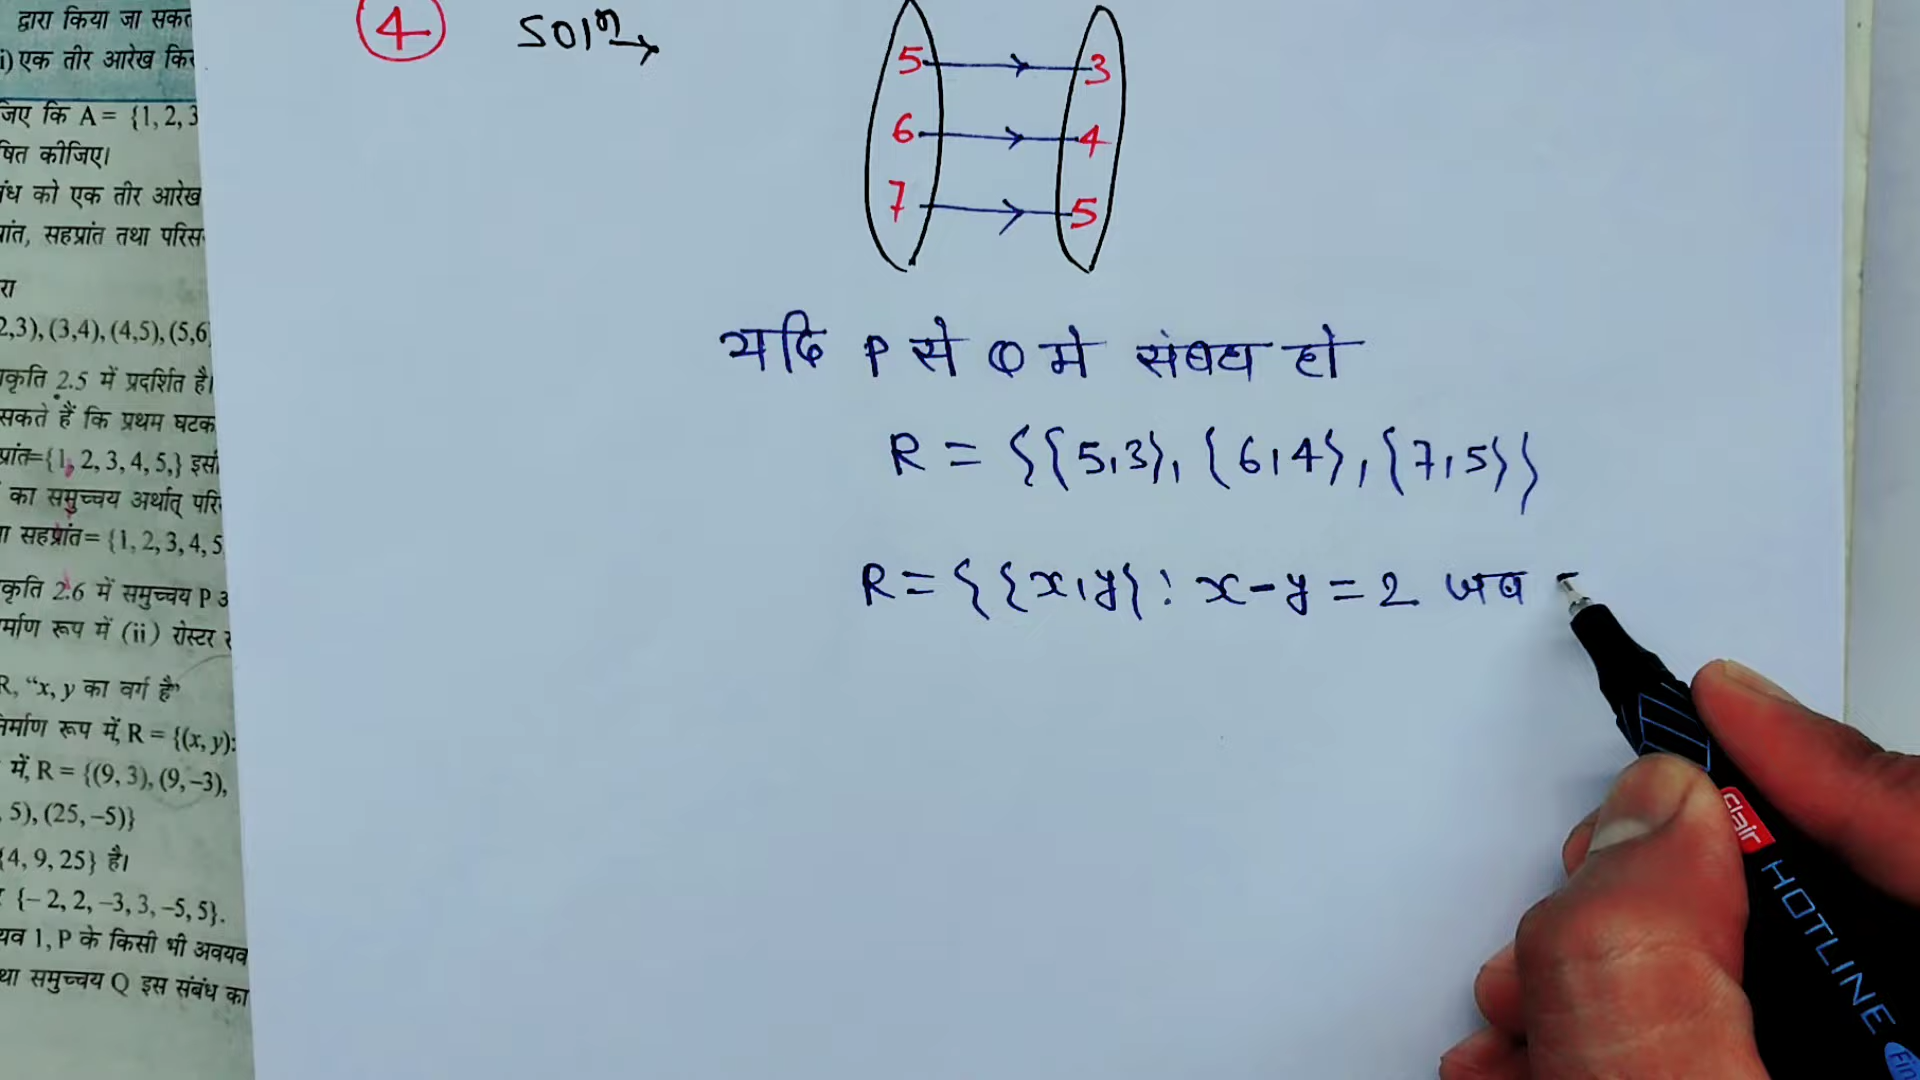 द्वारा किया जा सकत
i) एक तीर आरेख कि
जिए कि A = {1, 2, 3
षित कीजिए।
बंध को एक तीर आरेख
प्रांत, सहप्रांत तथा परिस
रा
2,3), (3,4), (4,5), (5,6
कृति 2.5 में प्रदर्शित है।
सकते हैं कि प्रथम घटक
प्रांत={1, 2, 3, 4, 5,} इसी
का समुच्चय अर्थात् परि
सहप्रांत= {1, 2, 3, 4, 5
कृति 2.6 में समुच्चय P
र्माण रूप में (ii) रोस्टर
R, “x, y का वर्ग है”
र्माण रूप में, R = {(x, y):
में, R = {(9, 3), (9, –3),
5), (25, –5)}
{4, 9, 25} है।
{– 2, 2, –3, 3, –5, 5}.
यव 1, P के किसी भी अवयव
था समुच्चय Q इस संबंध का
4 Solⁿ→
5 3
6 4
7 5
यदि P से Q मे संबध हो
R = {{5,3}, {6,4}, {7,5}}
R = {{x,y} : x-y = 2 जब
Clair
HOTLINE
Fin